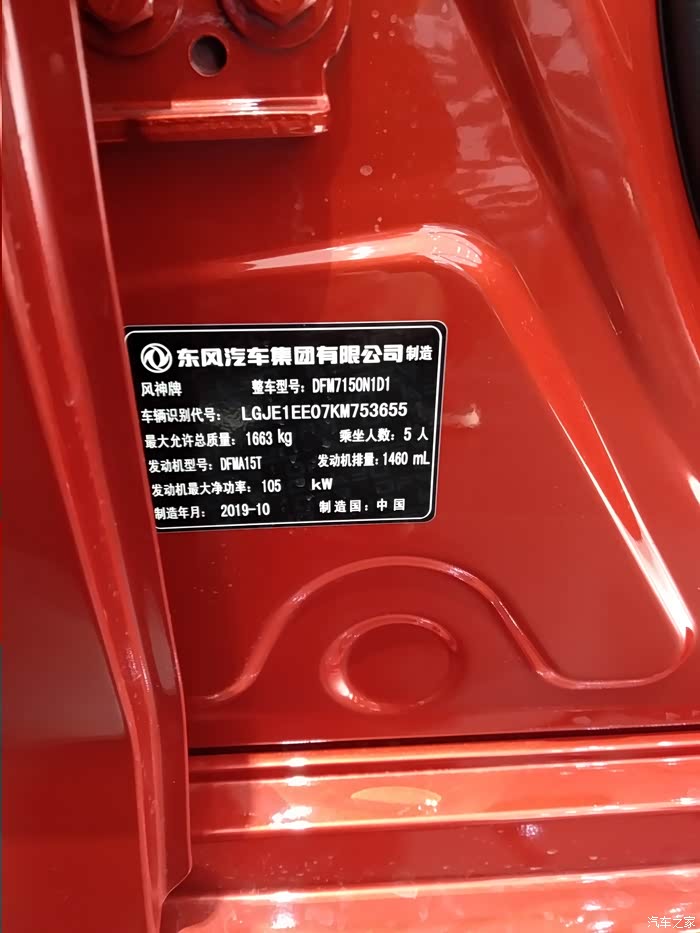 东风汽车集团有限公司制造
风神牌 整车型号：DFM7150N1D1
车辆识别代号：LGJE1EE07KM753655
最大允许总质量：1663 kg 乘坐人数：5 人
发动机型号：DFMA15T 发动机排量：1460 mL
发动机最大净功率：105 kW
制造年月：2019-10 制造国：中国
汽车之家